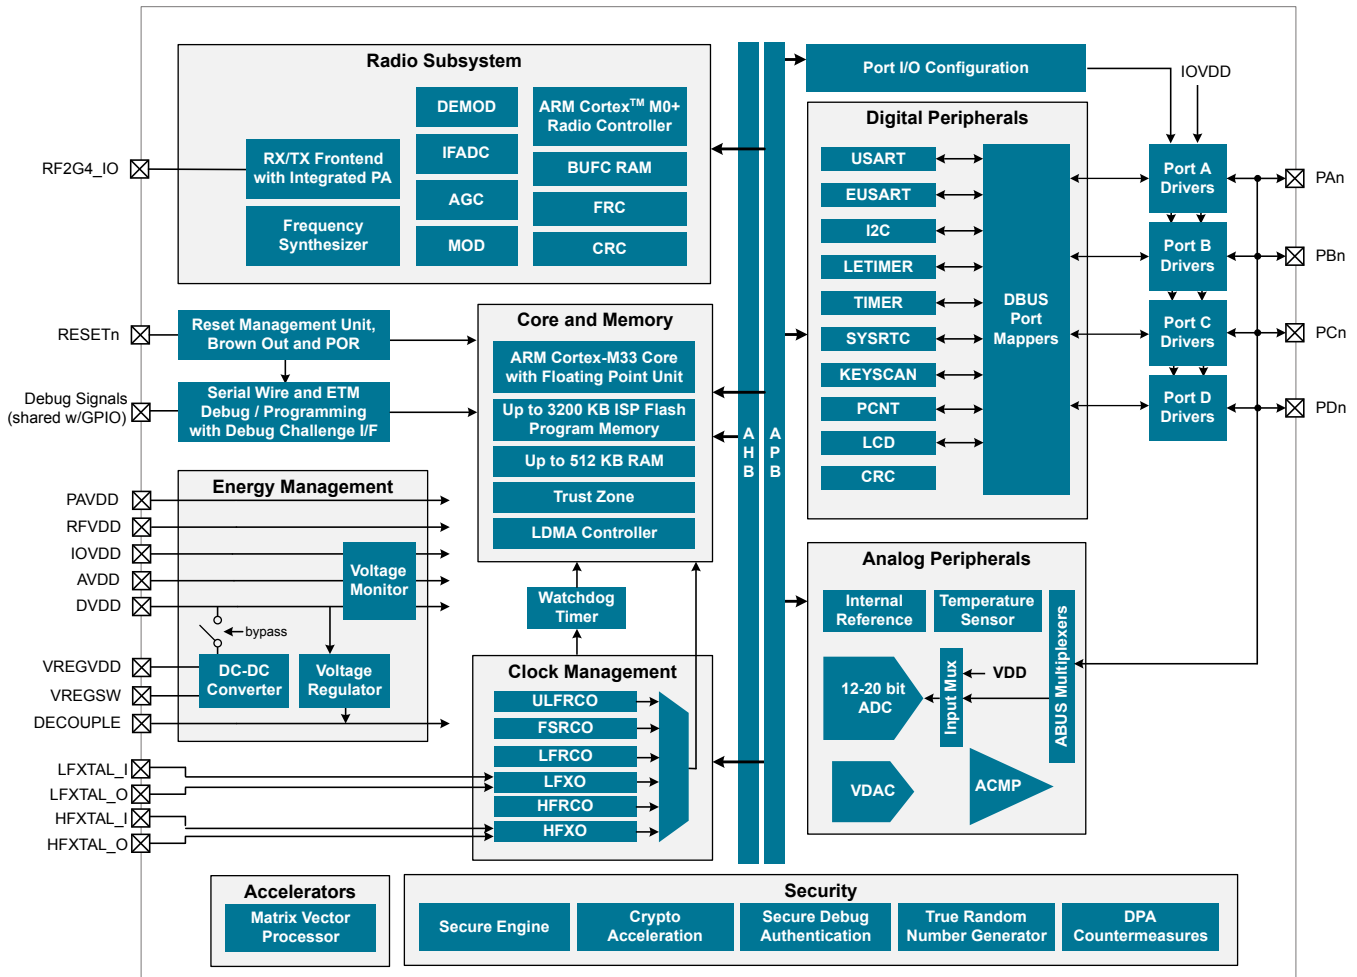 Radio Subsystem
DEMOD
IFADC
AGC
MOD
ARM Cortex™ M0+
Radio Controller
BUFC RAM
FRC
CRC
RX/TX Frontend
with Integrated PA
Frequency
Synthesizer
RF2G4_IO
RESETn
Reset Management Unit,
Brown Out and POR
Debug Signals
(shared w/GPIO)
Serial Wire and ETM
Debug / Programming
with Debug Challenge I/F
Core and Memory
ARM Cortex-M33 Core
with Floating Point Unit
Up to 3200 KB ISP Flash
Program Memory
Up to 512 KB RAM
Trust Zone
LDMA Controller
Energy Management
PAVDD
RFVDD
IOVDD
AVDD
DVDD
Voltage
Monitor
bypass
VREGVDD
VREGSW
DECOUPLE
DC-DC
Converter
Voltage
Regulator
Watchdog
Timer
Clock Management
ULFRCO
FSRCO
LFRCO
LFXO
HFRCO
HFXO
LFXTAL_I
LFXTAL_O
HFXTAL_I
HFXTAL_O
A
H
B
A
P
B
Port I/O Configuration
IOVDD
Digital Peripherals
USART
EUSART
I2C
LETIMER
TIMER
SYSRTC
KEYSCAN
PCNT
LCD
CRC
DBUS
Port
Mappers
Port A
Drivers
Port B
Drivers
Port C
Drivers
Port D
Drivers
PAn
PBn
PCn
PDn
Analog Peripherals
Internal
Reference
Temperature
Sensor
12-20 bit
ADC
Input Mux
VDD
ABUS Multiplexers
VDAC
ACMP
Accelerators
Matrix Vector
Processor
Security
Secure Engine
Crypto
Acceleration
Secure Debug
Authentication
True Random
Number Generator
DPA
Countermeasures